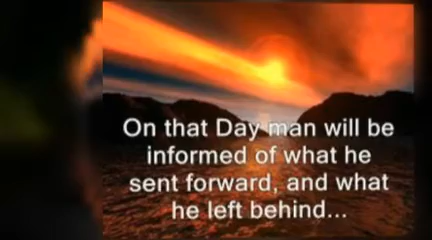 On that Day man will be
informed of what he
sent forward, and what
he left behind...